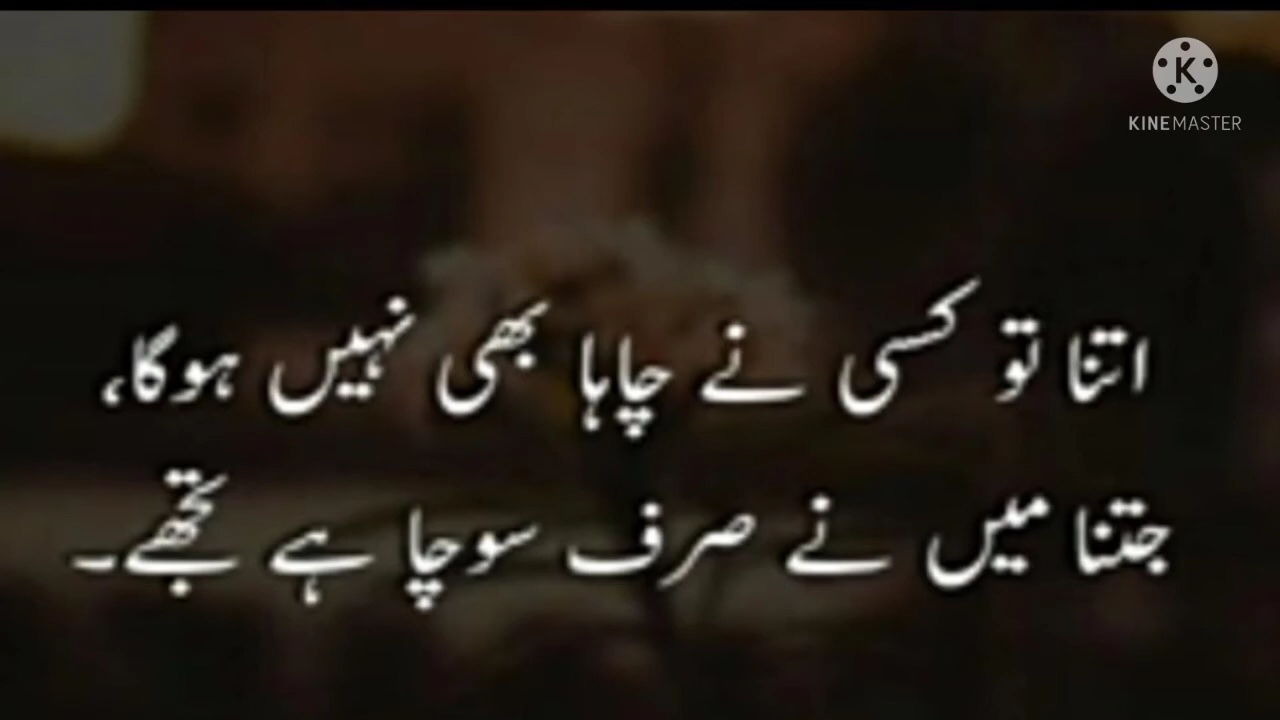 KINEMASTER
اتنا تو کسی نے چاہا بھی نہیں ہوگا،
جتنا میں نے صرف سوچا ہے تجھے۔